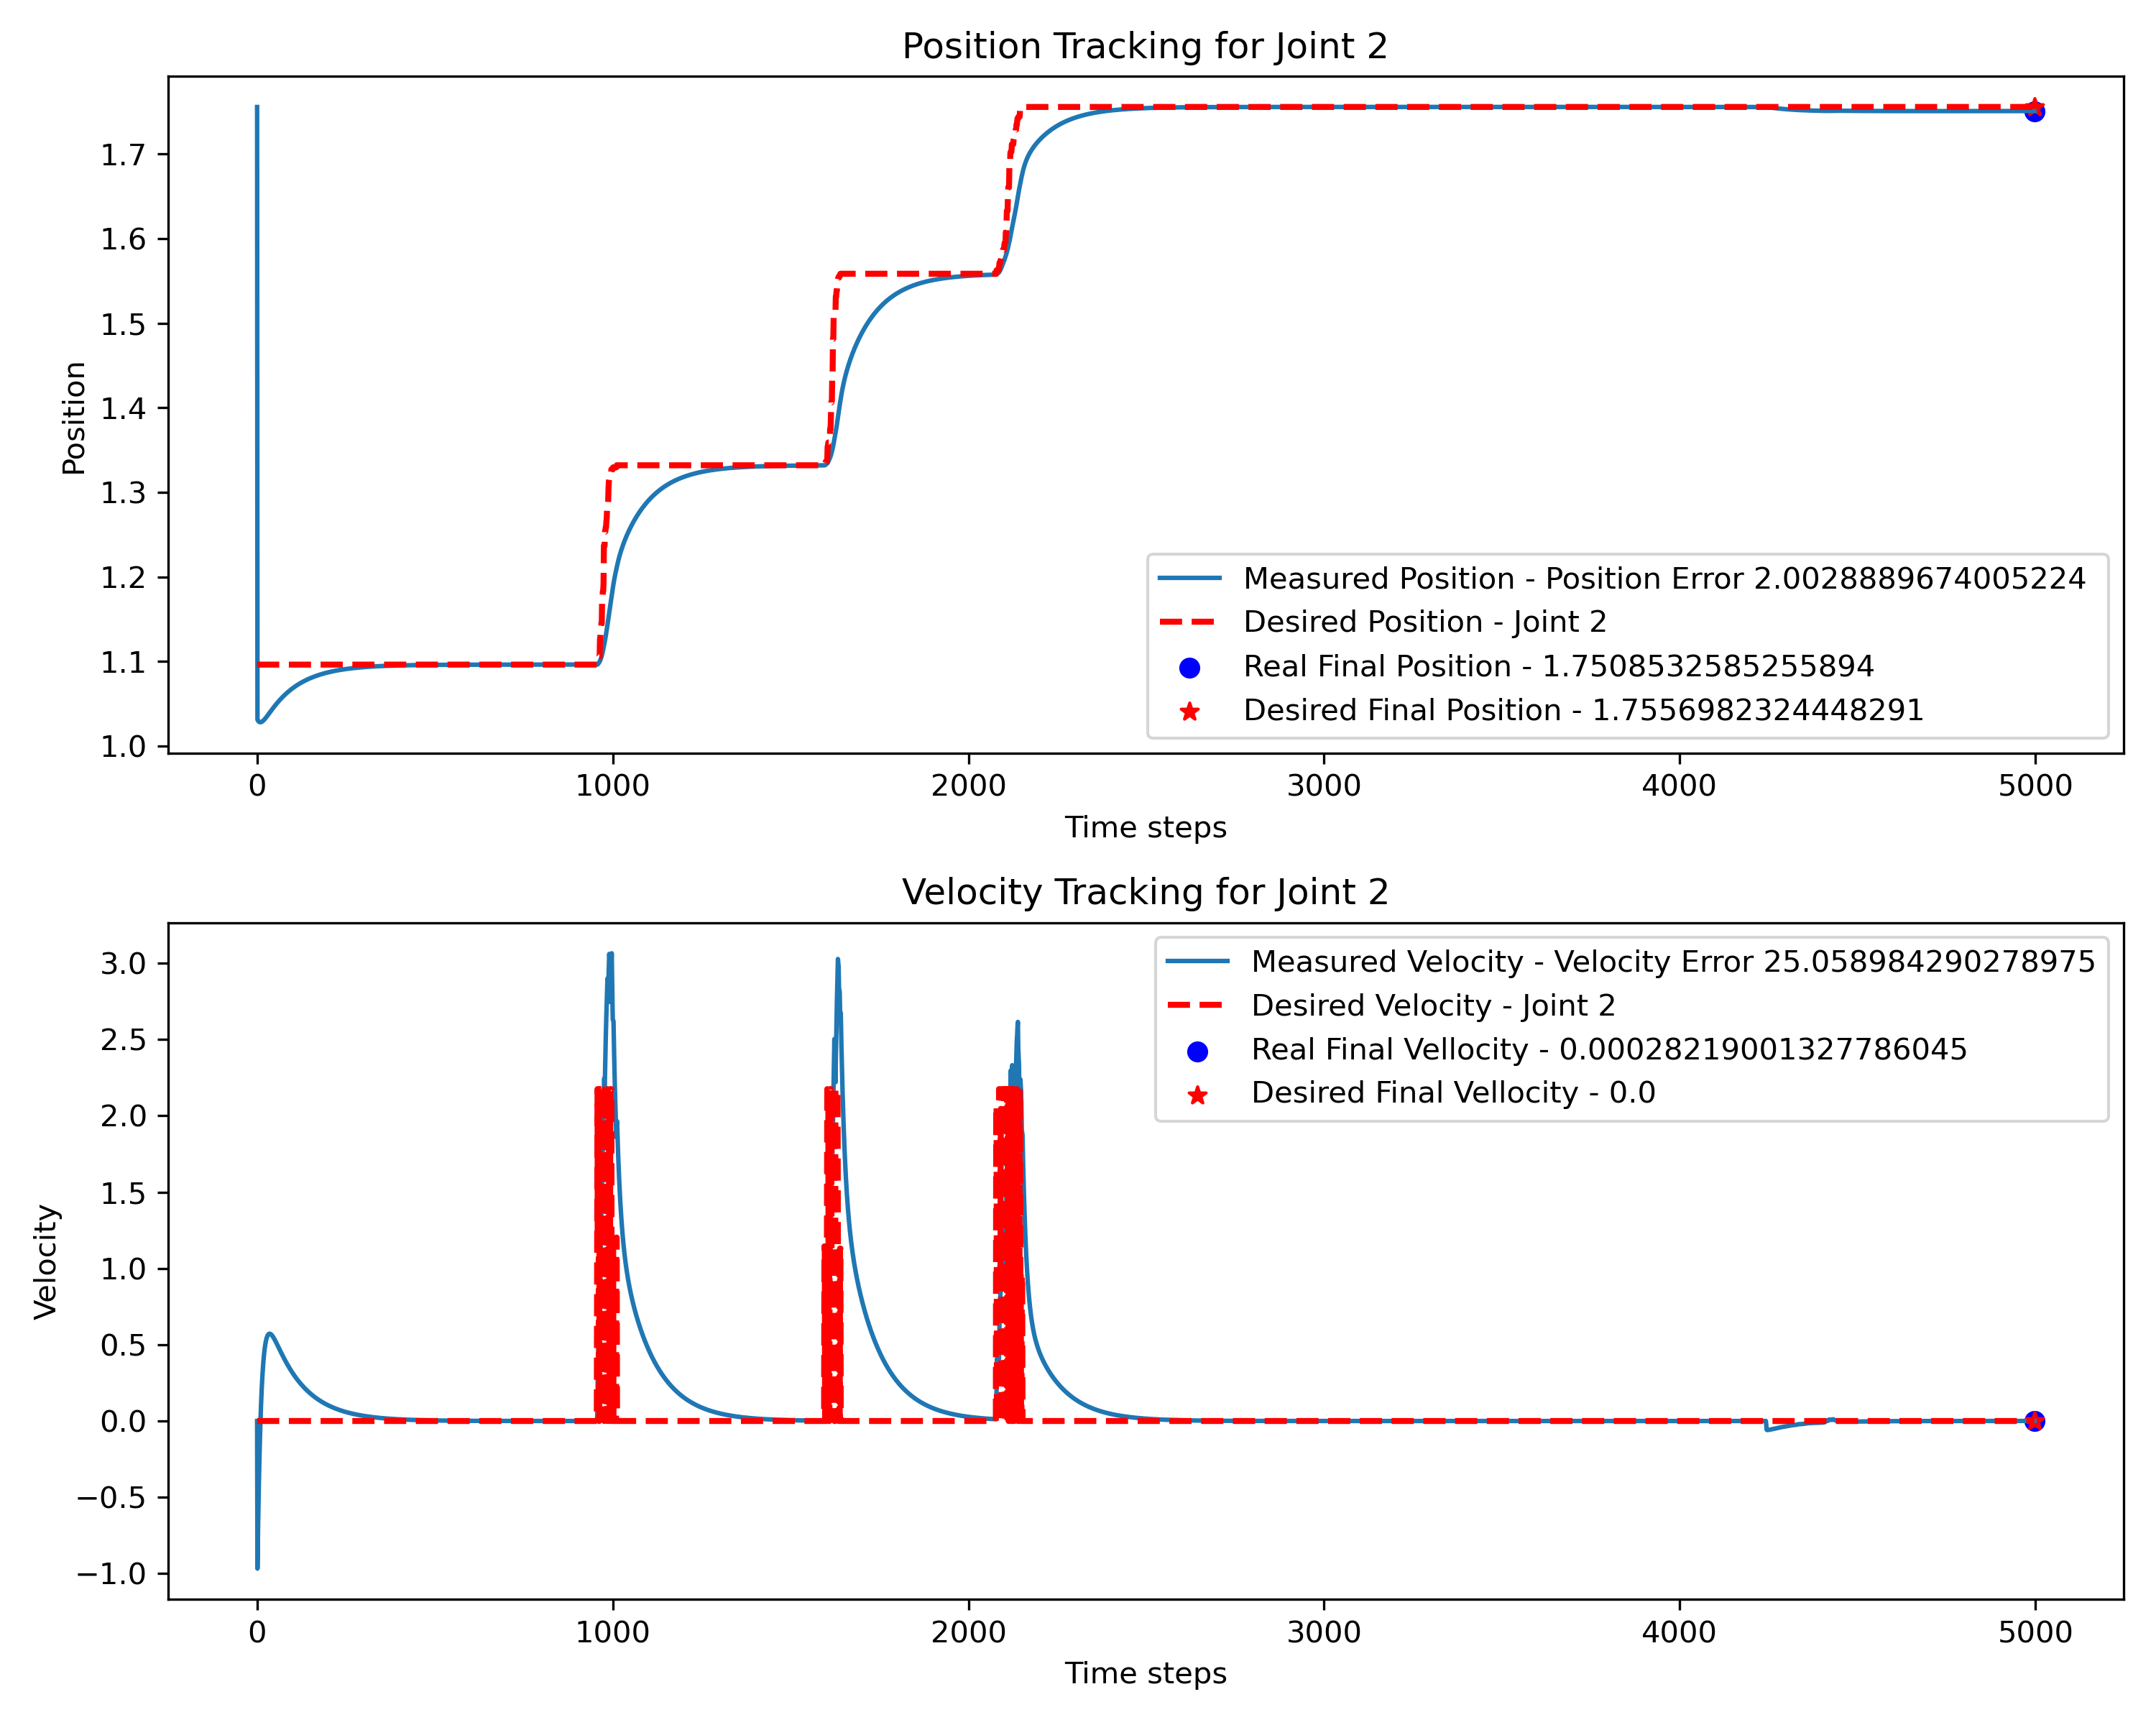 Position Tracking for Joint 2
Position
1.7
1.6
1.5
1.4
1.3
1.2
1.1
1.0
Measured Position - Position Error 2.0028889674005224
Desired Position - Joint 2
Real Final Position - 1.7508532585255894
Desired Final Position - 1.7556982324448291
0 1000 2000 3000 4000 5000
Time steps
Velocity Tracking for Joint 2
Velocity
3.0
2.5
2.0
1.5
1.0
0.5
0.0
−0.5
−1.0
Measured Velocity - Velocity Error 25.058984290278975
Desired Velocity - Joint 2
Real Final Vellocity - 0.00028219001327786045
Desired Final Vellocity - 0.0
0 1000 2000 3000 4000 5000
Time steps